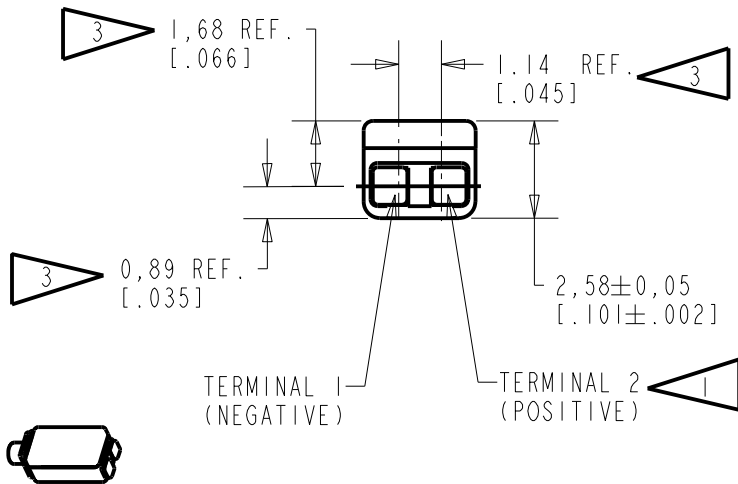 3
1,68 REF.
[.066]
1.14 REF.
[.045]
3
3
0,89 REF.
[.035]
2,58±0,05
[.101±.002]
TERMINAL 1
(NEGATIVE)
TERMINAL 2
(POSITIVE)
1